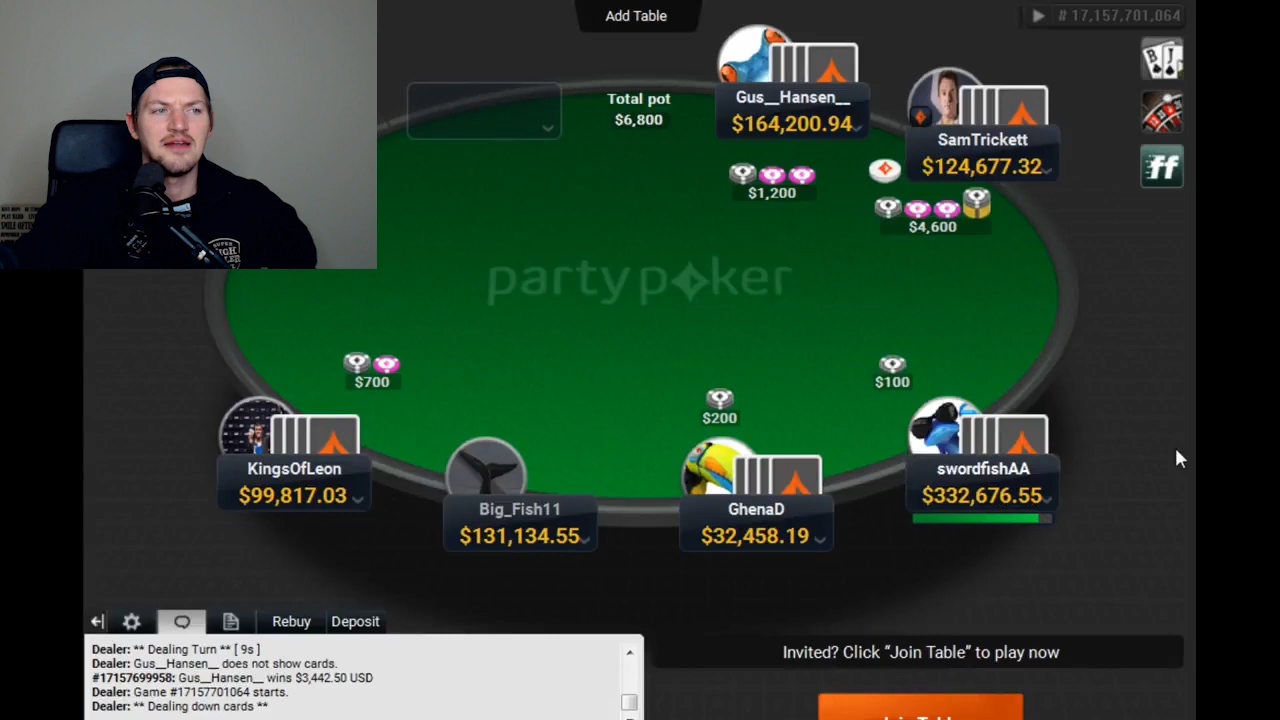 Add Table
# 17,157,701,064
Total pot
$6,800
Gus__Hansen__
$164,200.94
SamTrickett
$124,677.32
$1,200
$4,600
ff
partypoker
$700
$200
$100
KingsOfLeon
$99,817.03
Big_Fish11
$131,134.55
GhenaD
$32,458.19
swordfishAA
$332,676.55
Rebuy
Deposit
Dealer: ** Dealing Turn ** [ 9s ]
Dealer: Gus__Hansen__ does not show cards.
#17157699958: Gus__Hansen__ wins $3,442.50 USD
Dealer: Game #17157701064 starts.
Dealer: ** Dealing down cards **
Invited? Click “Join Table” to play now